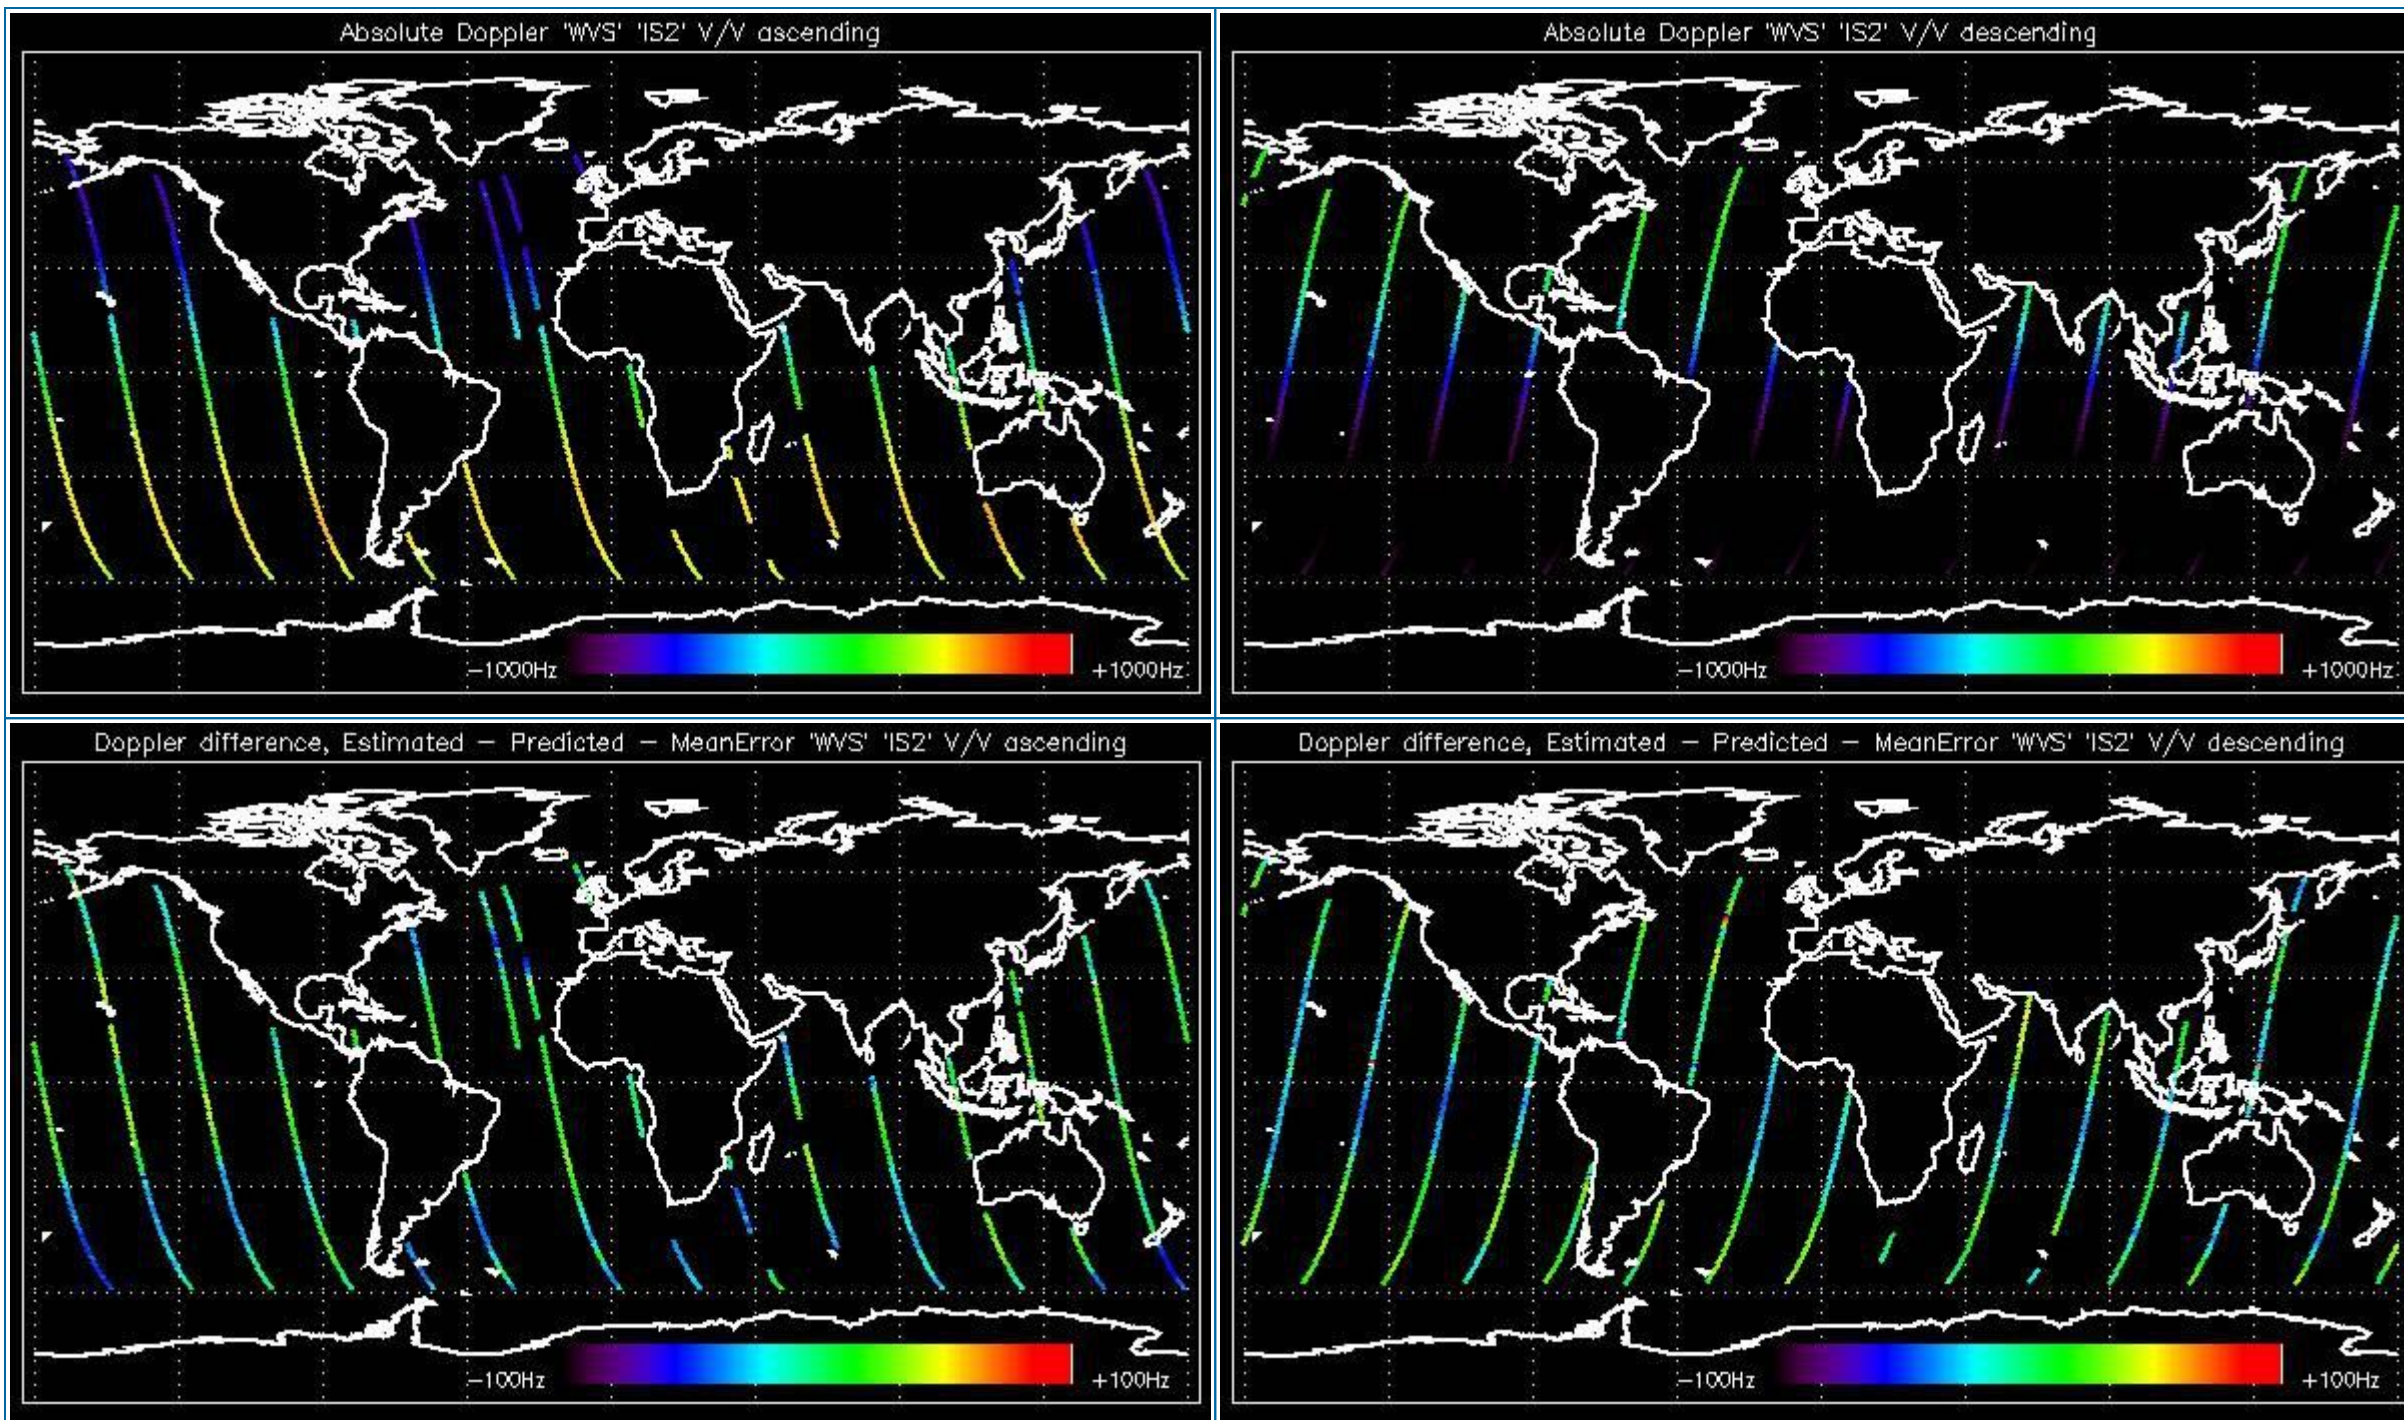 Absolute Doppler 'WVS' 'IS2' V/V ascending
-1000Hz
+1000Hz
Absolute Doppler 'WVS' 'IS2' V/V descending
-1000Hz
+1000Hz
Doppler difference, Estimated - Predicted - MeanError 'WVS' 'IS2' V/V ascending
-100Hz
+100Hz
Doppler difference, Estimated - Predicted - MeanError 'WVS' 'IS2' V/V descending
-100Hz
+100Hz